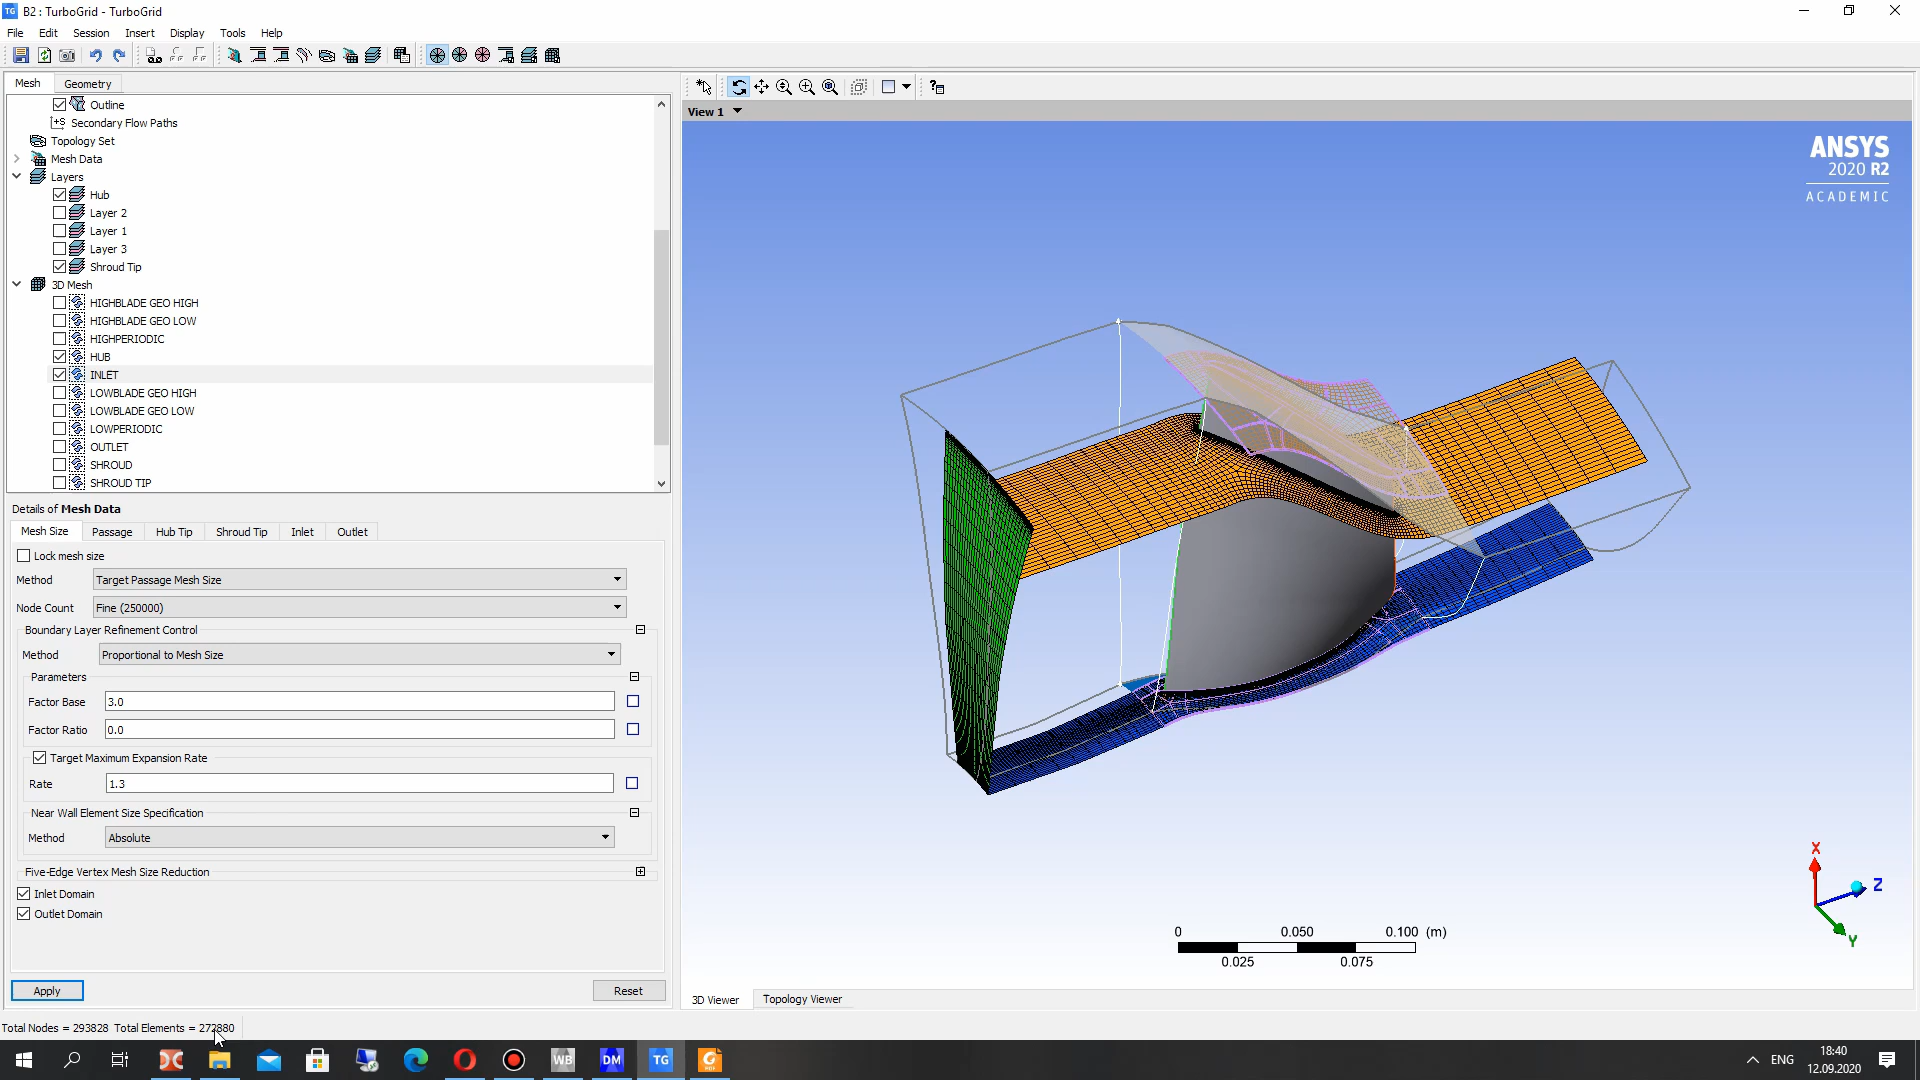 B2 : TurboGrid - TurboGrid
File Edit Session Insert Display Tools Help
Mesh Geometry
Outline
Secondary Flow Paths
Topology Set
Mesh Data
Layers
Hub
Layer 2
Layer 1
Layer 3
Shroud Tip
3D Mesh
HIGHBLADE GEO HIGH
HIGHBLADE GEO LOW
HIGHPERIODIC
HUB
INLET
LOWBLADE GEO HIGH
LOWBLADE GEO LOW
LOWPERIODIC
OUTLET
SHROUD
SHROUD TIP
Details of Mesh Data
Mesh Size Passage Hub Tip Shroud Tip Inlet Outlet
Lock mesh size
Method Target Passage Mesh Size
Node Count Fine (250000)
Boundary Layer Refinement Control
Method Proportional to Mesh Size
Parameters
Factor Base 3.0
Factor Ratio 0.0
Target Maximum Expansion Rate
Rate 1.3
Near Wall Element Size Specification
Method Absolute
Five-Edge Vertex Mesh Size Reduction
Inlet Domain
Outlet Domain
Apply Reset
Total Nodes = 293828 Total Elements = 272880
View 1
ANSYS
2020 R2
ACADEMIC
X
Z
Y
0 0.050 0.100 (m)
0.025 0.075
3D Viewer Topology Viewer
WB DM TG
ENG
18:40
12.09.2020